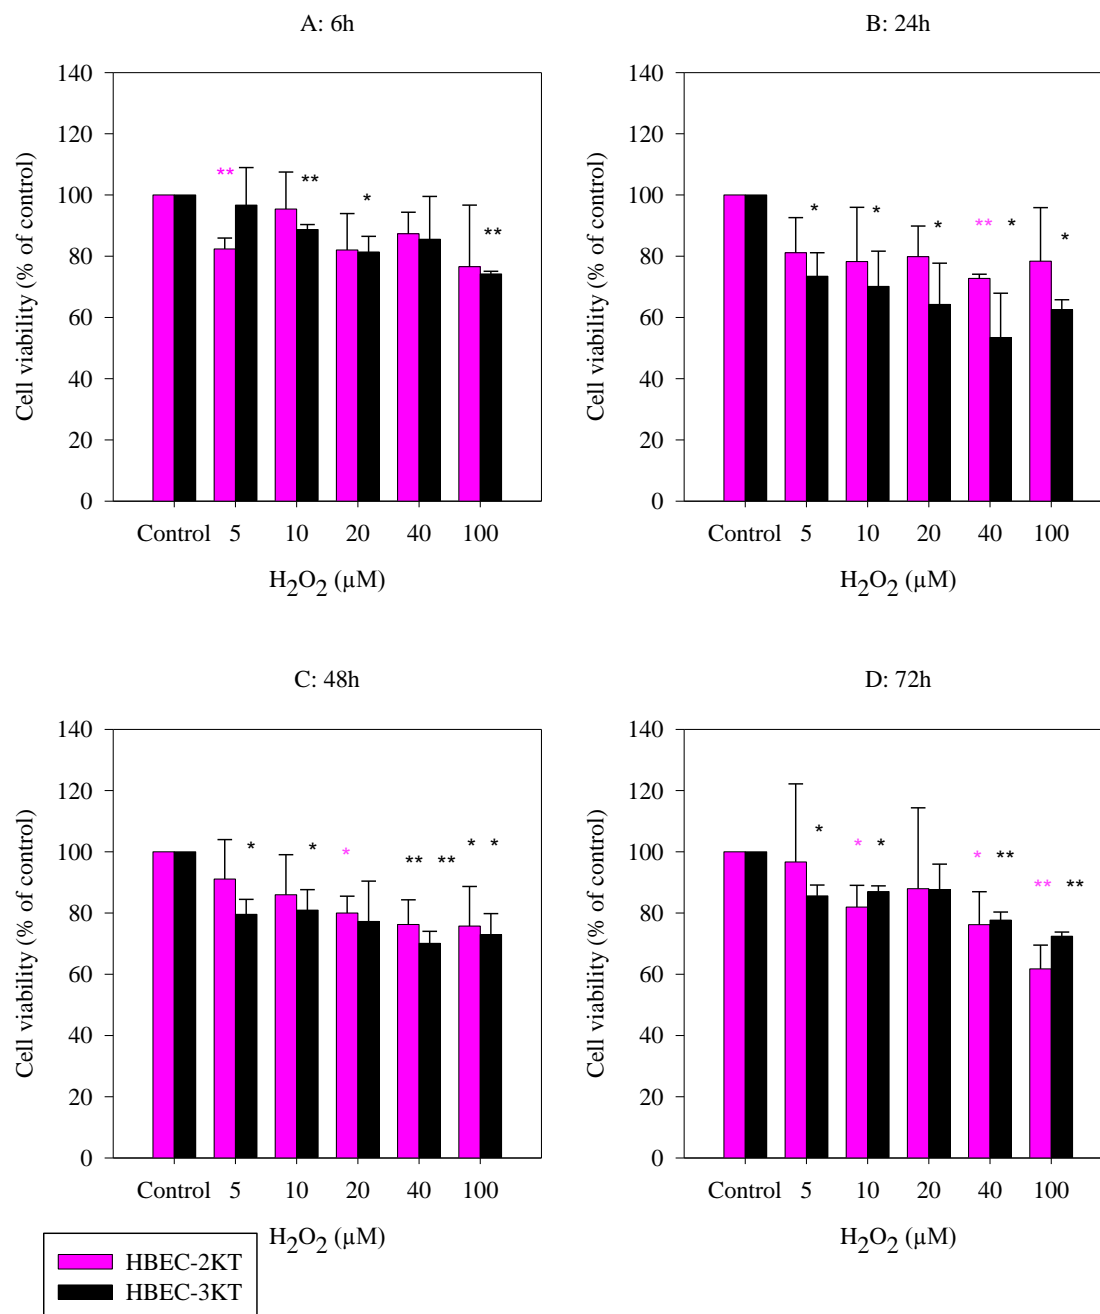 A: 6h
Cell viability (% of control)
140
120
100
80
60
40
20
0
** ** * **
Control 5 10 20 40 100
H2O2 (µM)
B: 24h
Cell viability (% of control)
140
120
100
80
60
40
20
0
* * * ** * *
Control 5 10 20 40 100
H2O2 (µM)
C: 48h
Cell viability (% of control)
140
120
100
80
60
40
20
0
* * * ** ** * *
Control 5 10 20 40 100
H2O2 (µM)
D: 72h
Cell viability (% of control)
140
120
100
80
60
40
20
0
* * * * ** ** **
Control 5 10 20 40 100
H2O2 (µM)
HBEC-2KT
HBEC-3KT